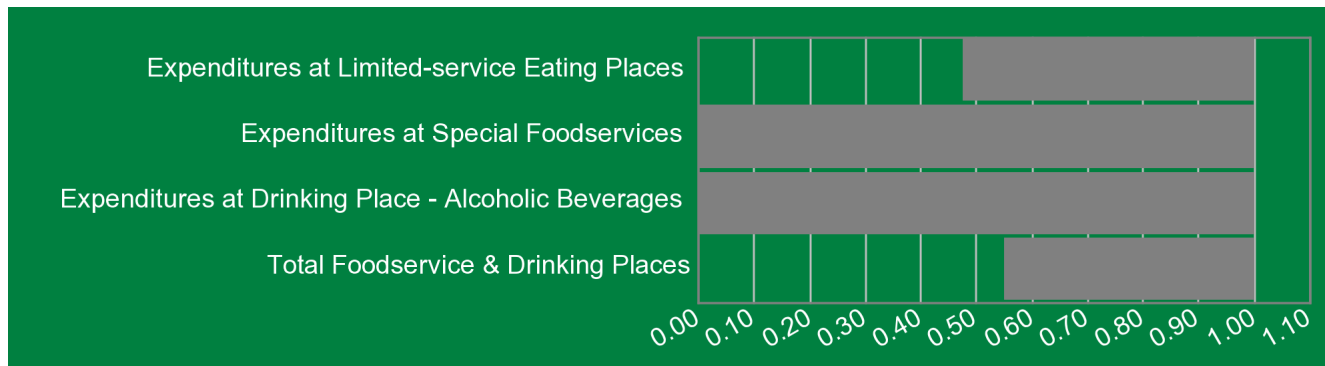 Expenditures at Limited-service Eating Places
Expenditures at Special Foodservices
Expenditures at Drinking Place - Alcoholic Beverages
Total Foodservice & Drinking Places
0.00 0.10 0.20 0.30 0.40 0.50 0.60 0.70 0.80 0.90 1.00 1.10